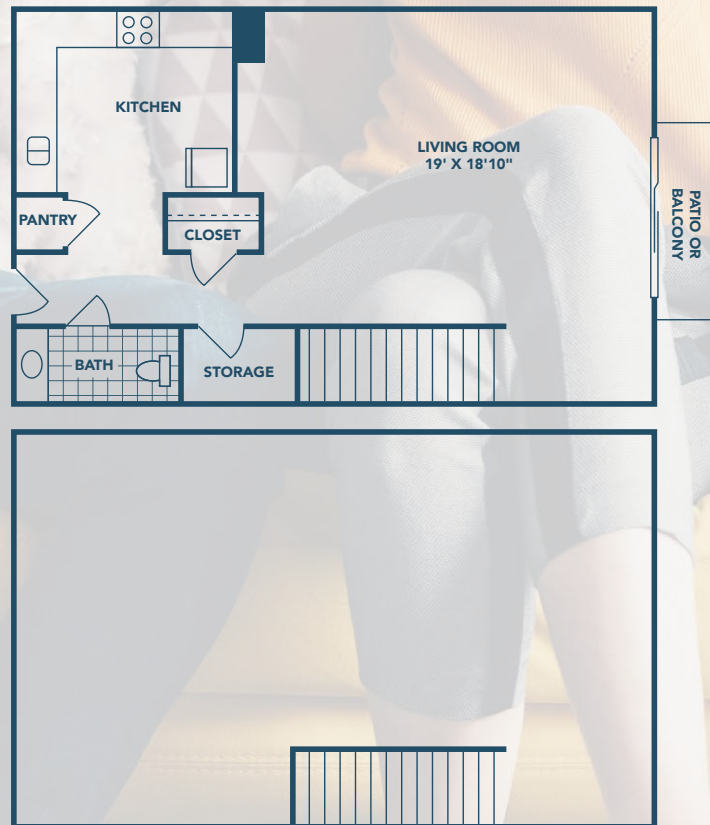 KITCHEN
LIVING ROOM
19' X 18'10"
PATIO OR
BALCONY
PANTRY
CLOSET
BATH
STORAGE